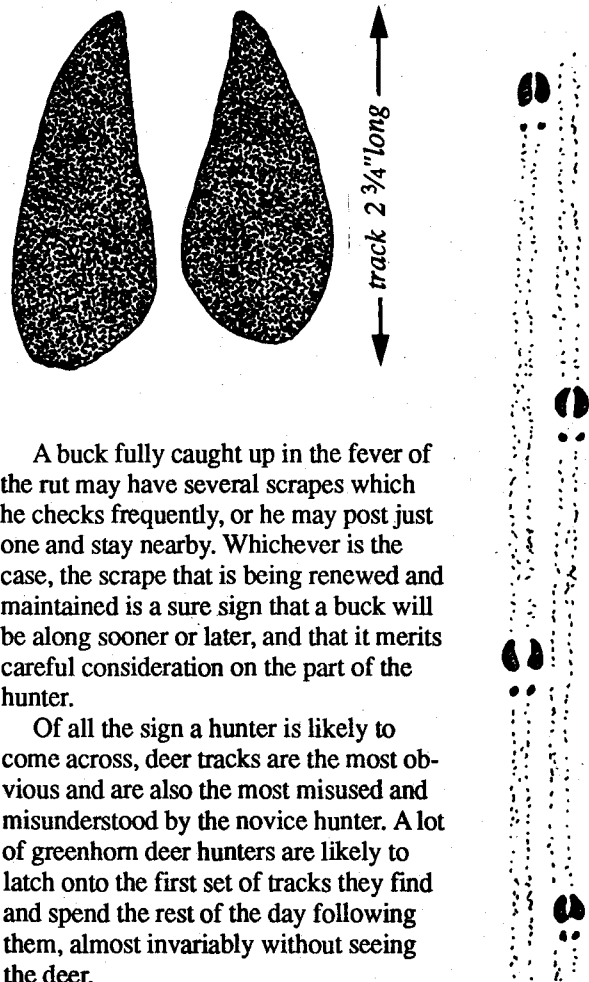 track 2 3/4" long
A buck fully caught up in the fever of
the rut may have several scrapes which
he checks frequently, or he may post just
one and stay nearby. Whichever is the
case, the scrape that is being renewed and
maintained is a sure sign that a buck will
be along sooner or later, and that it merits
careful consideration on the part of the
hunter.
Of all the sign a hunter is likely to
come across, deer tracks are the most ob-
vious and are also the most misused and
misunderstood by the novice hunter. A lot
of greenhorn deer hunters are likely to
latch onto the first set of tracks they find
and spend the rest of the day following
them, almost invariably without seeing
the deer.